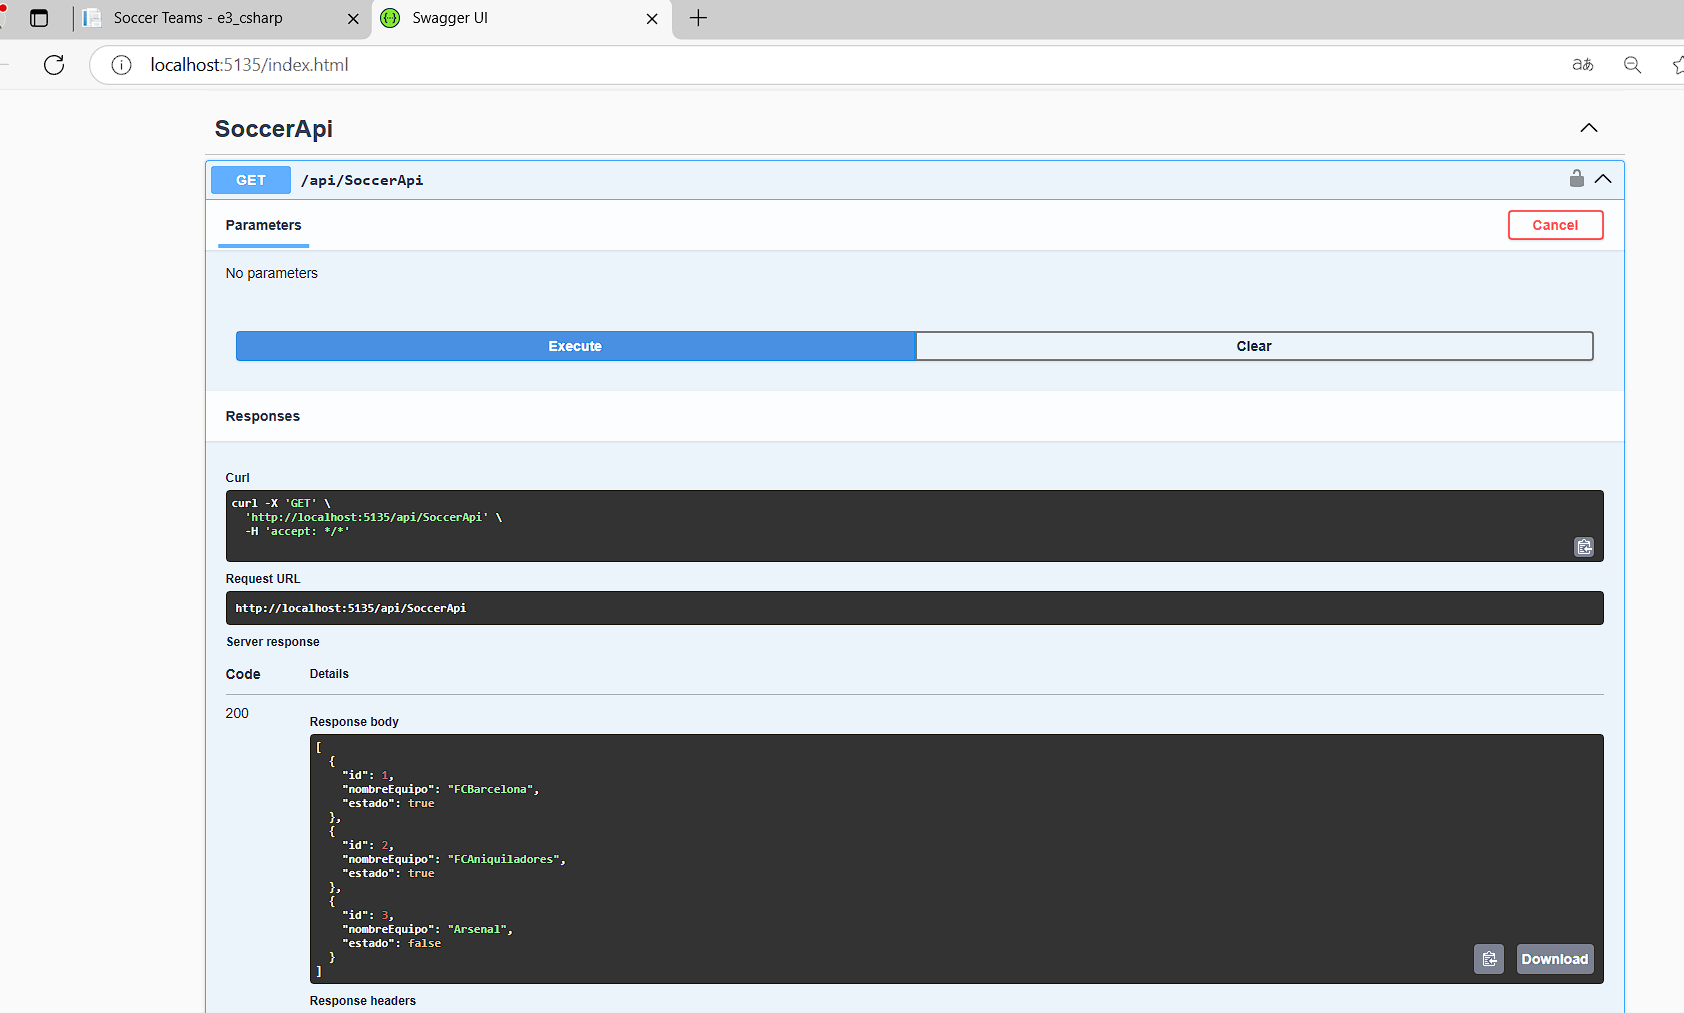 Soccer Teams - e3_csharp
Swagger UI
localhost:5135/index.html
aあ
SoccerApi
GET /api/SoccerApi
Parameters
Cancel
No parameters
Execute
Clear
Responses
Curl
curl -X 'GET' \
  'http://localhost:5135/api/SoccerApi' \
  -H 'accept: */*'
Request URL
http://localhost:5135/api/SoccerApi
Server response
Code Details
200
Response body
[
  {
    "id": 1,
    "nombreEquipo": "FCBarcelona",
    "estado": true
  },
  {
    "id": 2,
    "nombreEquipo": "FCAniquiladores",
    "estado": true
  },
  {
    "id": 3,
    "nombreEquipo": "Arsenal",
    "estado": false
  }
]
Download
Response headers